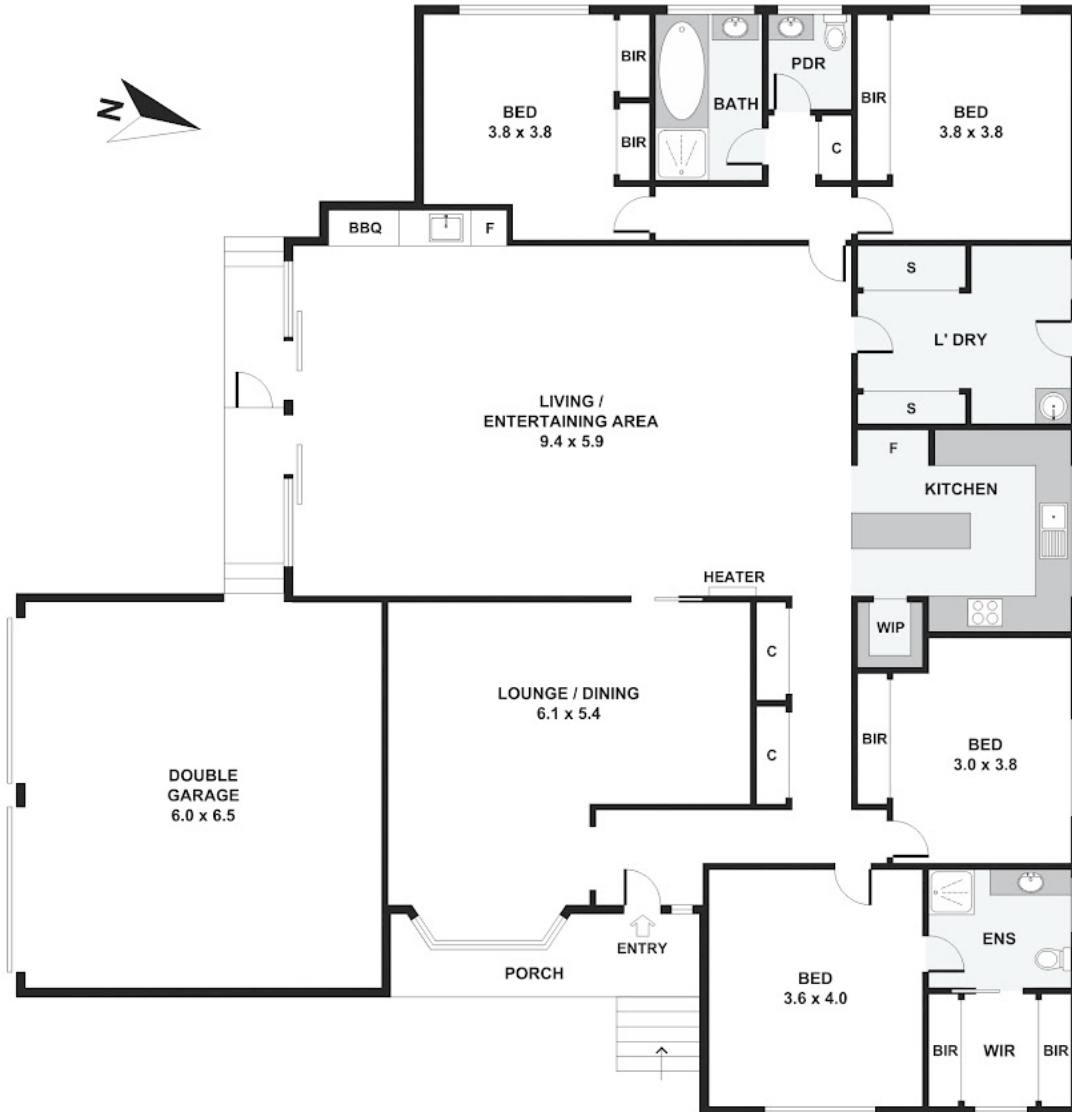 N
BED
3.8 x 3.8
BIR
BIR
BATH
PDR
C
BIR
BED
3.8 x 3.8
BBQ
F
S
L' DRY
S
LIVING /
ENTERTAINING AREA
9.4 x 5.9
F
KITCHEN
HEATER
WIP
C
LOUNGE / DINING
6.1 x 5.4
C
BIR
BED
3.0 x 3.8
DOUBLE
GARAGE
6.0 x 6.5
ENTRY
PORCH
BED
3.6 x 4.0
ENS
BIR
WIR
BIR